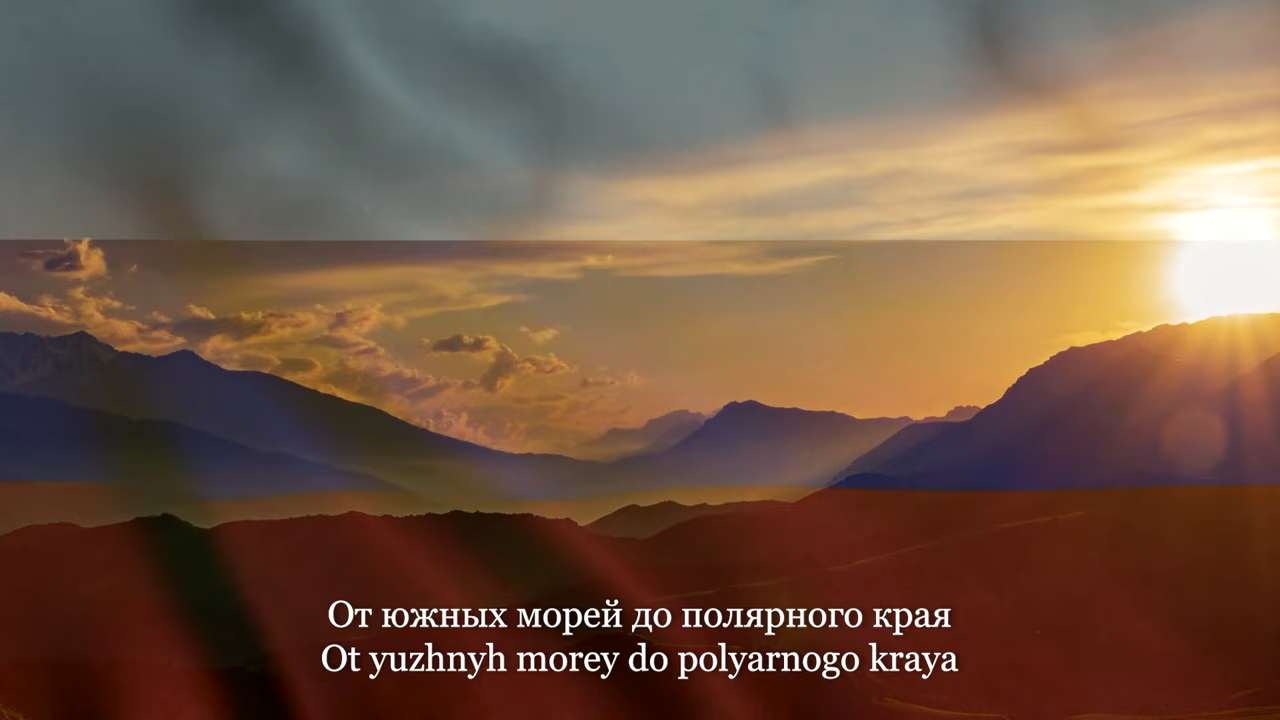 От южных морей до полярного края
Ot yuzhnyh morey do polyarnogo kraya